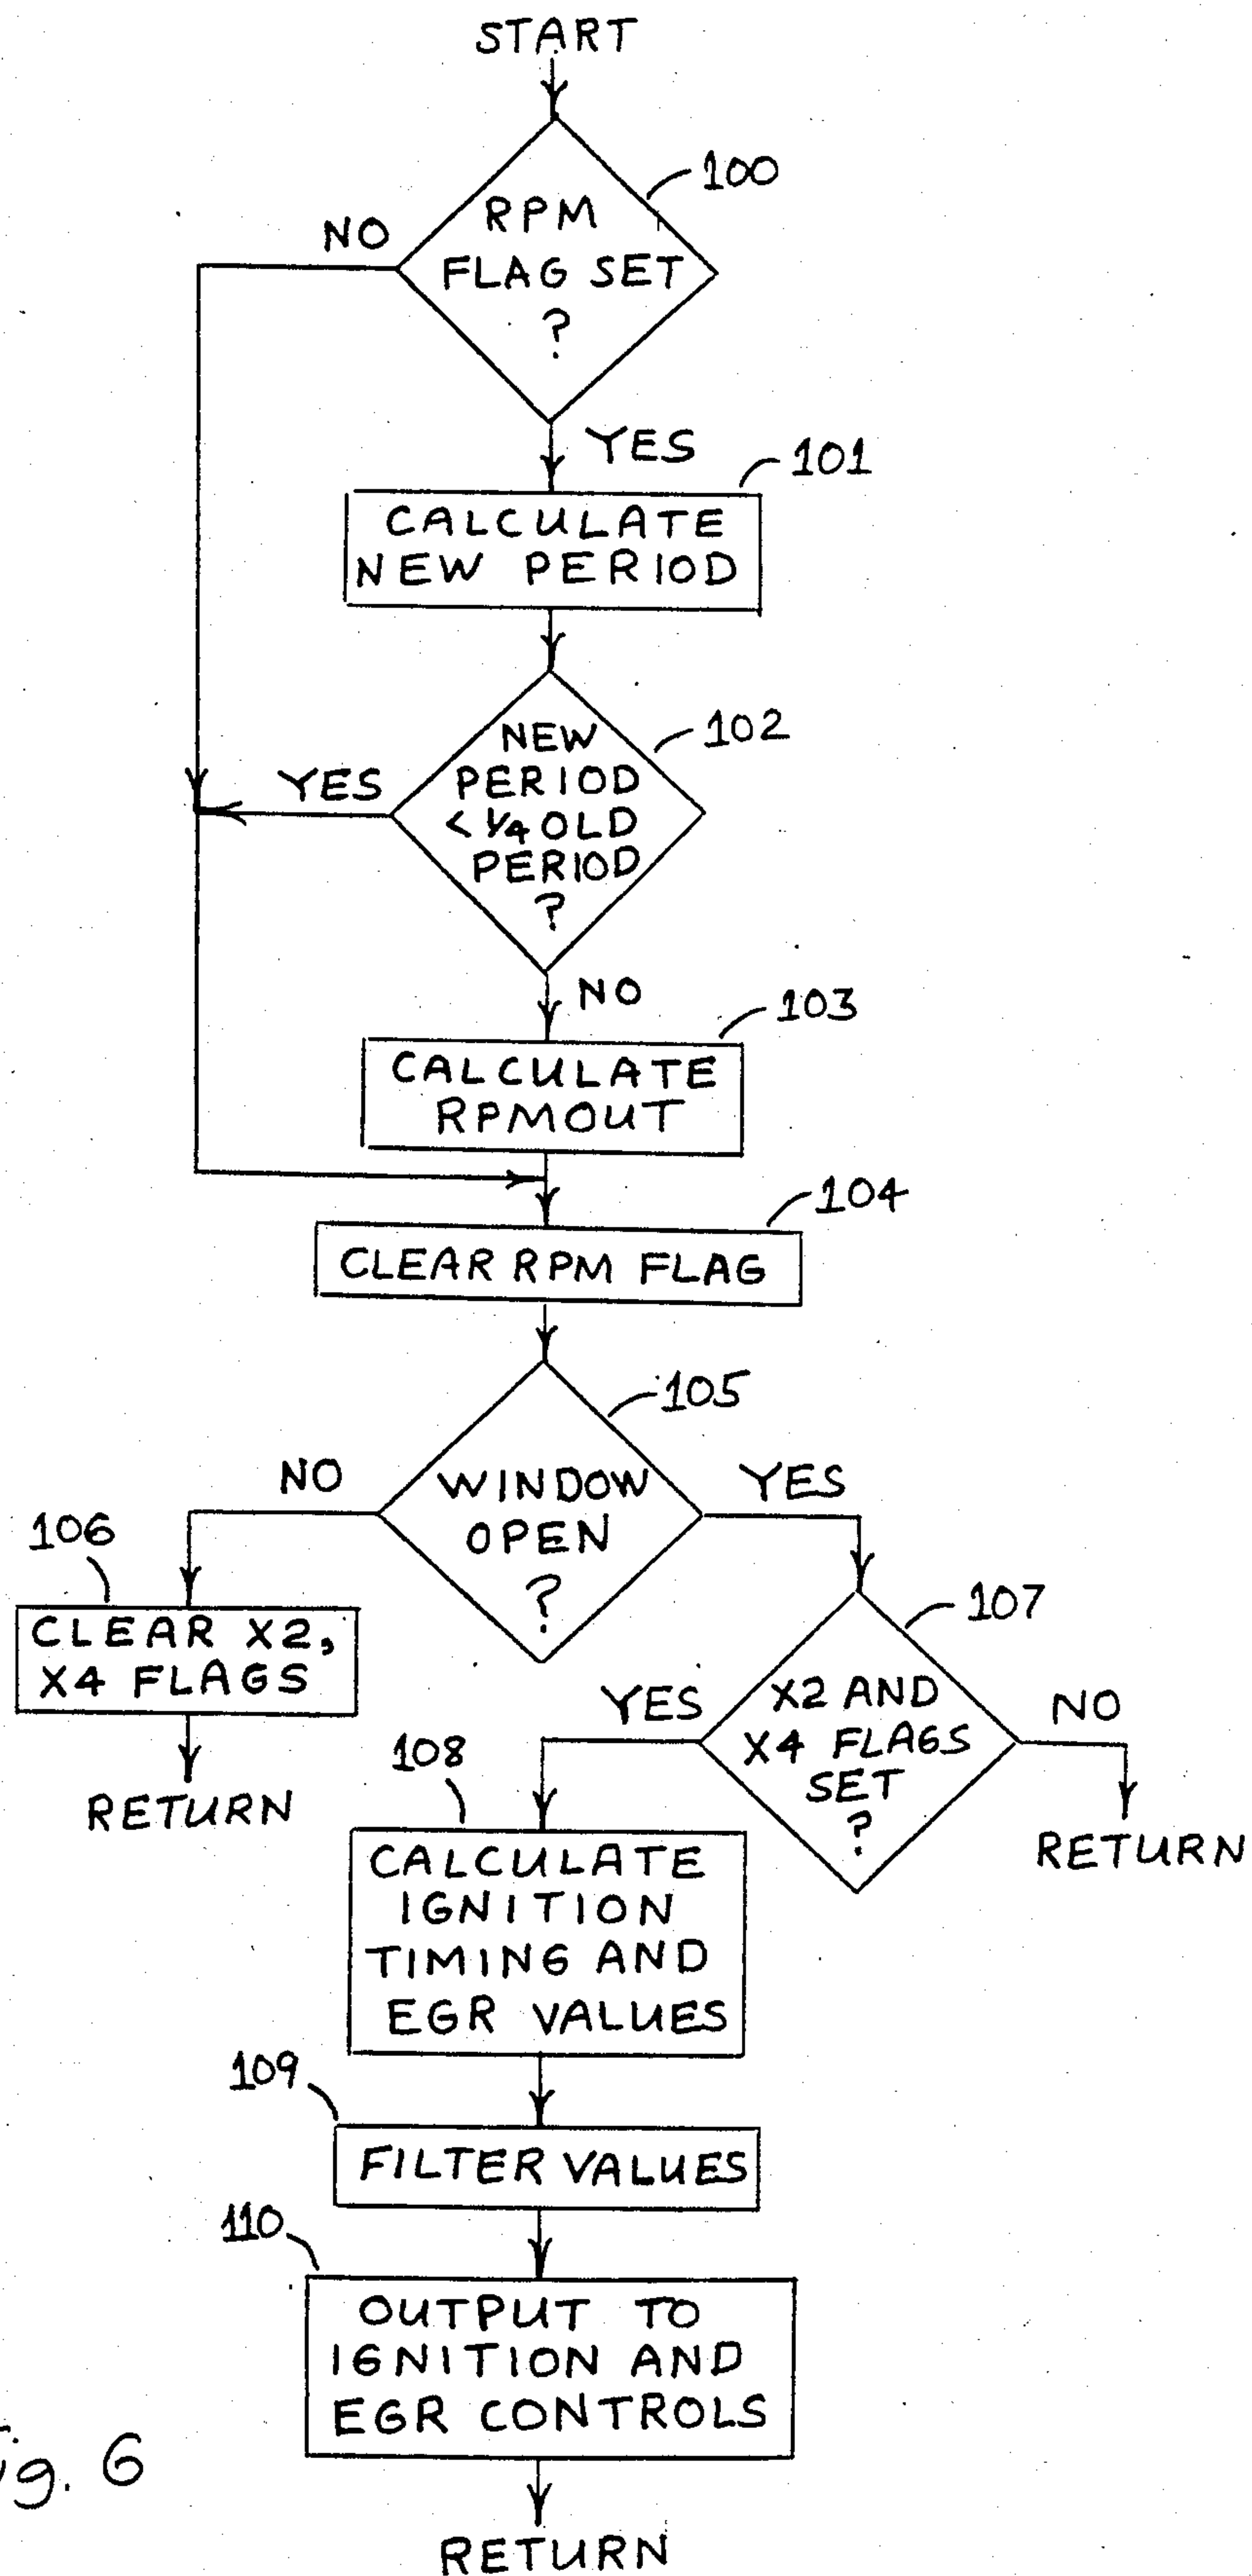 START
100
RPM
FLAG SET
?
NO
YES
101
CALCULATE
NEW PERIOD
102
NEW
PERIOD
< 1/4 OLD
PERIOD
?
YES
NO
103
CALCULATE
RPMOUT
104
CLEAR RPM FLAG
105
WINDOW
OPEN
?
NO
YES
106
CLEAR X2,
X4 FLAGS
RETURN
107
X2 AND
X4 FLAGS
SET
?
YES
NO
RETURN
108
CALCULATE
IGNITION
TIMING AND
EGR VALUES
109
FILTER VALUES
110
OUTPUT TO
IGNITION AND
EGR CONTROLS
RETURN
ig. 6